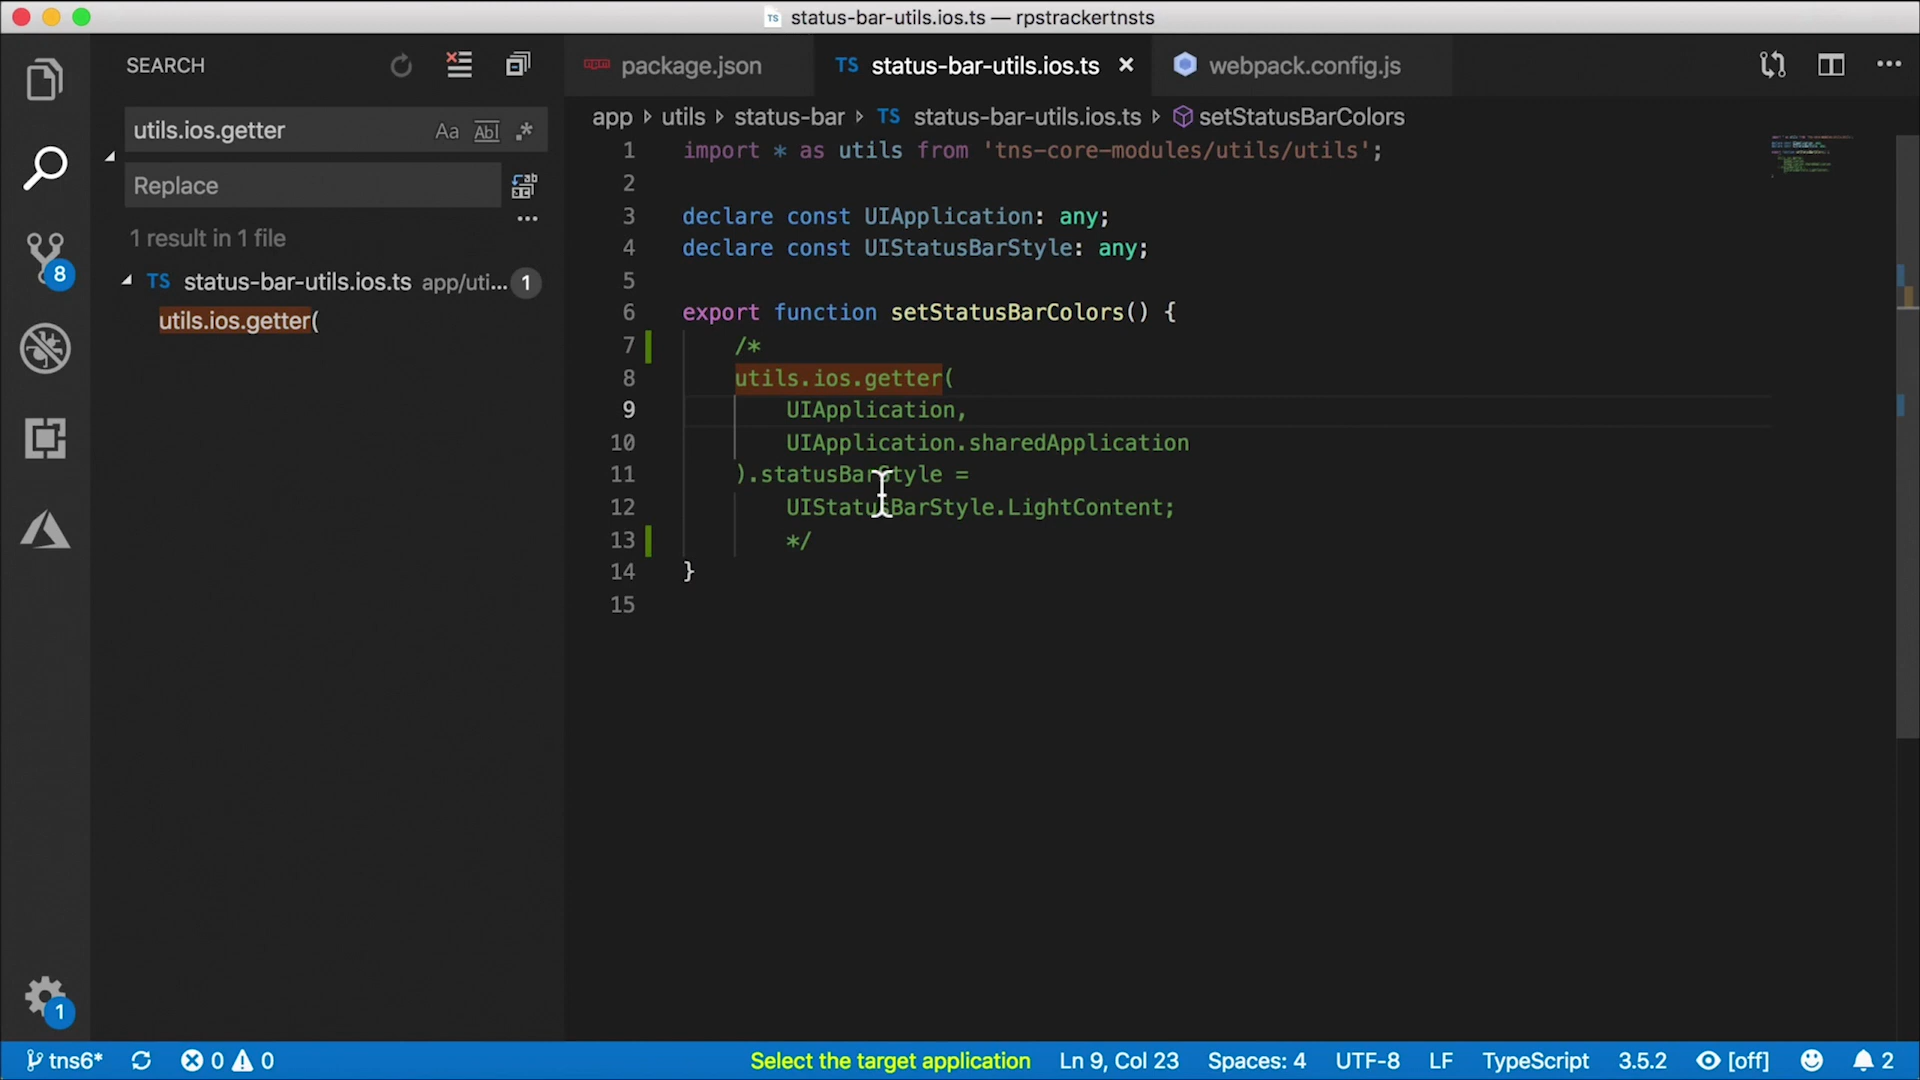 status-bar-utils.ios.ts — rpstrackertnsts
SEARCH
utils.ios.getter
Aa Abl .*
Replace
1 result in 1 file
TS status-bar-utils.ios.ts app/uti... 1
utils.ios.getter(
8
1
package.json
TS status-bar-utils.ios.ts ×
webpack.config.js
app utils status-bar TS status-bar-utils.ios.ts setStatusBarColors
1 import * as utils from 'tns-core-modules/utils/utils';
2
3 declare const UIApplication: any;
4 declare const UIStatusBarStyle: any;
5
6 export function setStatusBarColors() {
7 /*
8 utils.ios.getter(
9 UIApplication,
10 UIApplication.sharedApplication
11 ).statusBarStyle =
12 UIStatusBarStyle.LightContent;
13 */
14 }
15
tns6* 0 0 Select the target application Ln 9, Col 23 Spaces: 4 UTF-8 LF TypeScript 3.5.2 [off] 2